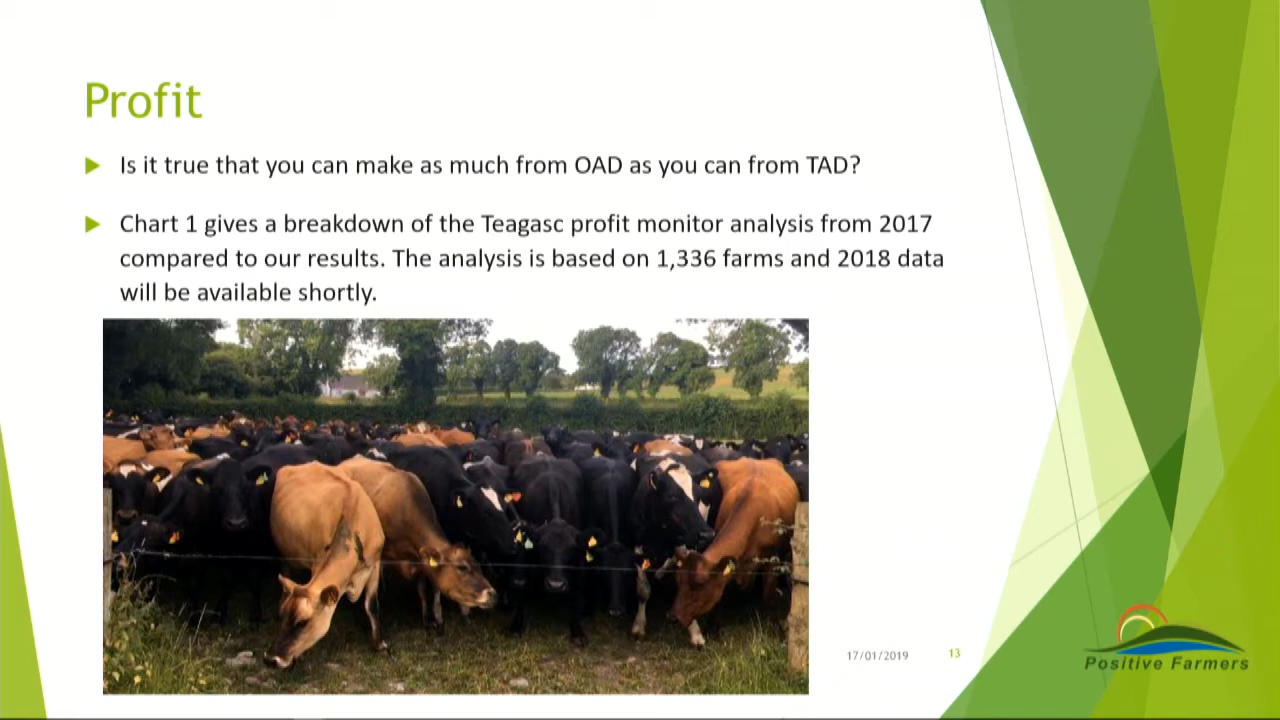 Profit
Is it true that you can make as much from OAD as you can from TAD?
Chart 1 gives a breakdown of the Teagasc profit monitor analysis from 2017
compared to our results. The analysis is based on 1,336 farms and 2018 data
will be available shortly.
17/01/2019
13
Positive Farmers